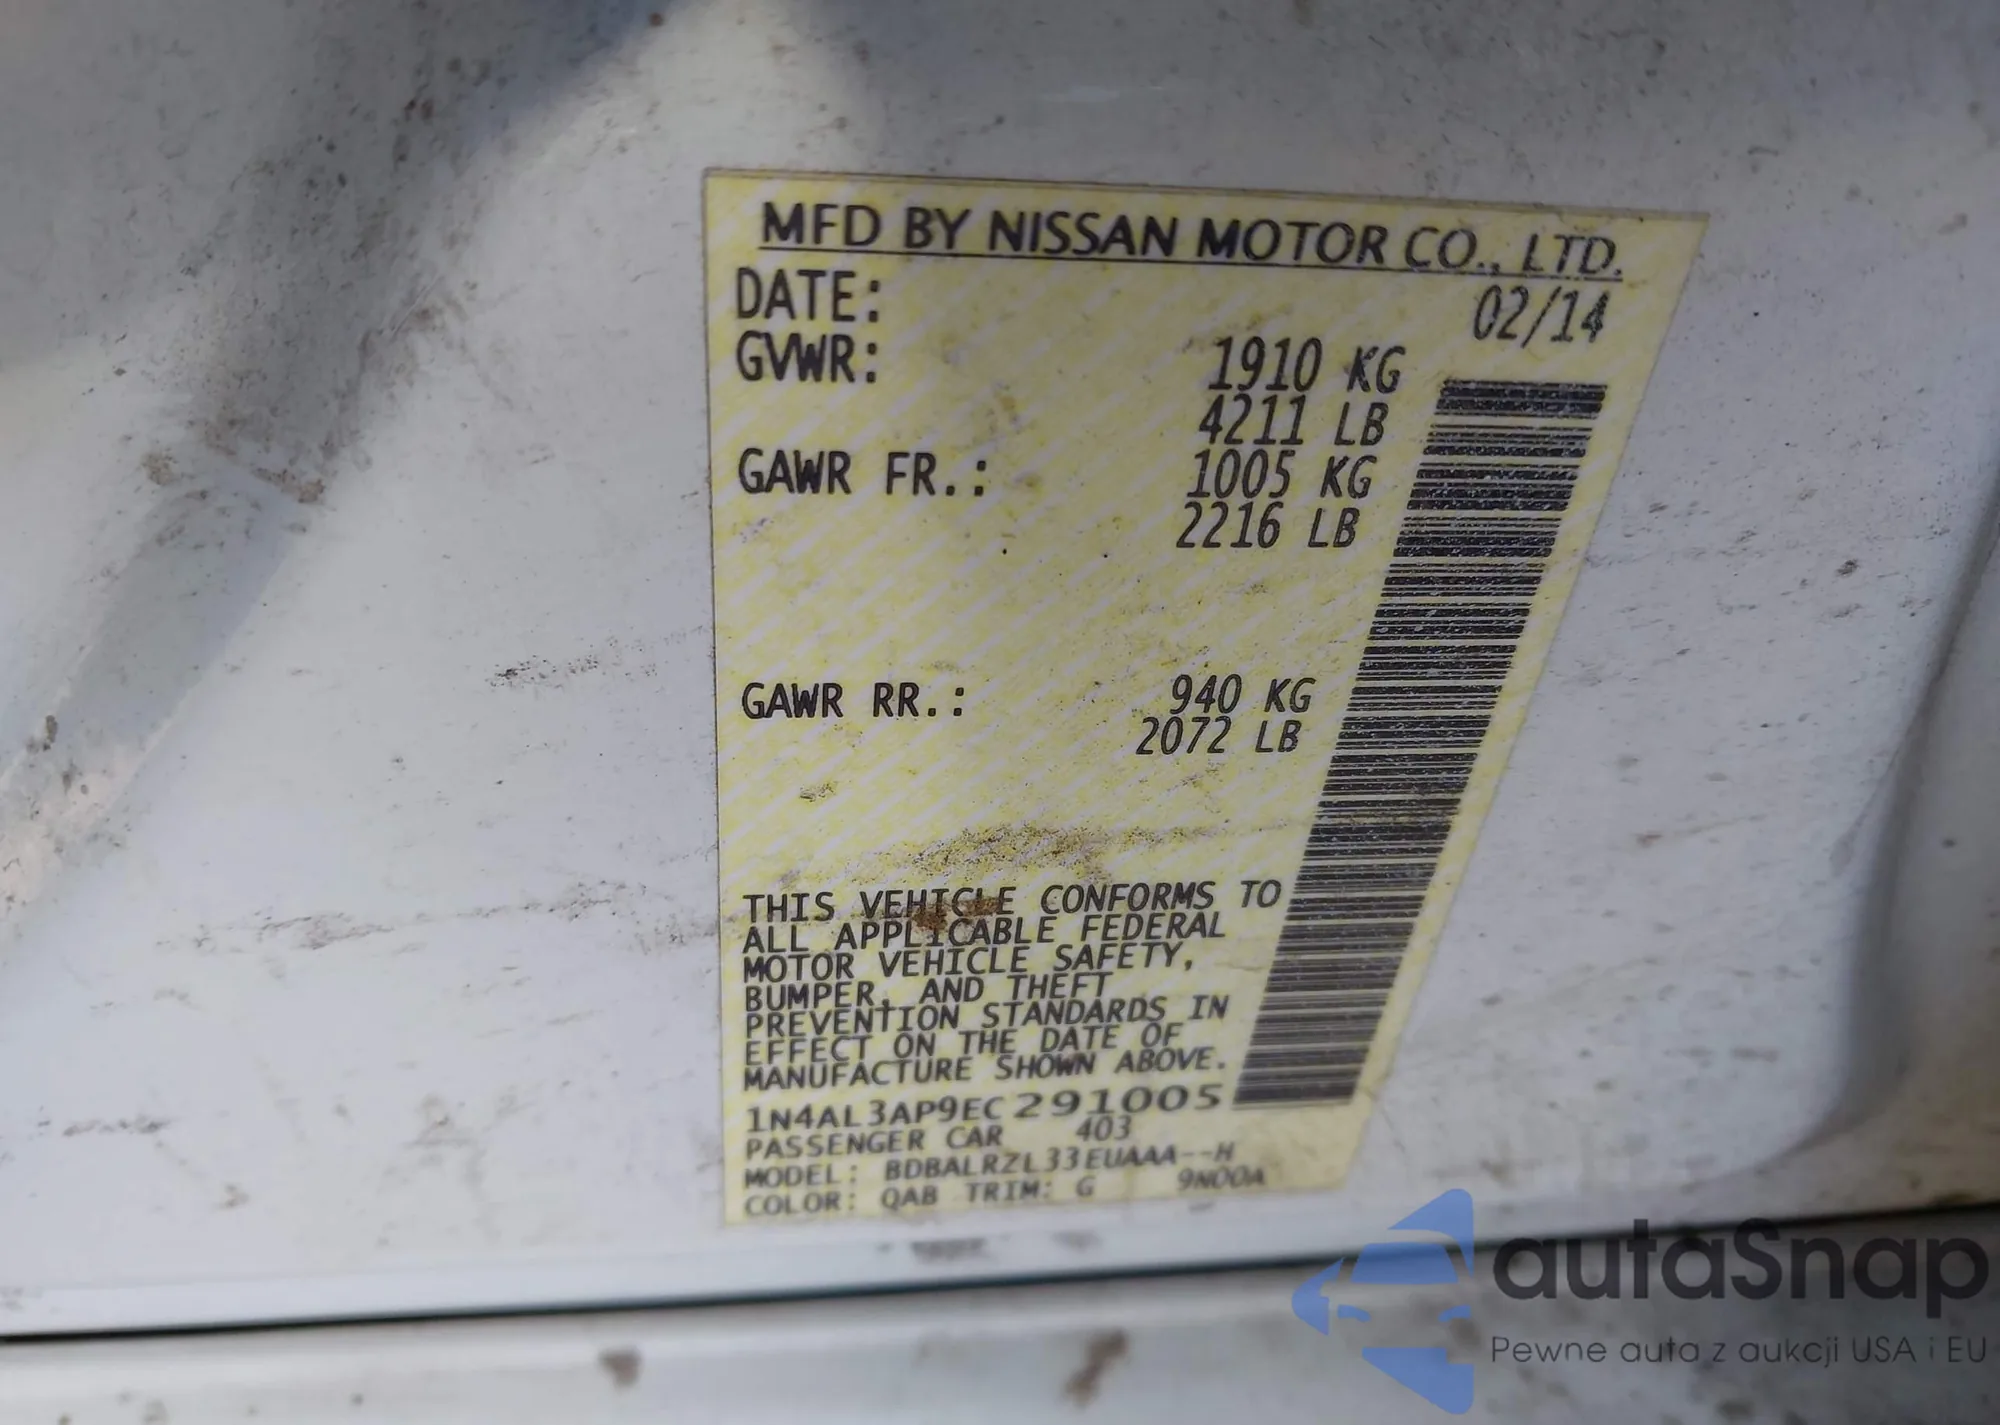 MFD BY NISSAN MOTOR CO., LTD.
DATE: 02/14
GVWR: 1910 KG
4211 LB
GAWR FR.: 1005 KG
2216 LB
GAWR RR.: 940 KG
2072 LB
THIS VEHICLE CONFORMS TO
ALL APPLICABLE FEDERAL
MOTOR VEHICLE SAFETY,
BUMPER, AND THEFT
PREVENTION STANDARDS IN
EFFECT ON THE DATE OF
MANUFACTURE SHOWN ABOVE.
1N4AL3AP9EC291005
PASSENGER CAR 403
MODEL: BDBALRZL33EUAAA--H
COLOR: QAB TRIM: G 9N00A
autaSnap
Pewne auta z aukcji USA i EU